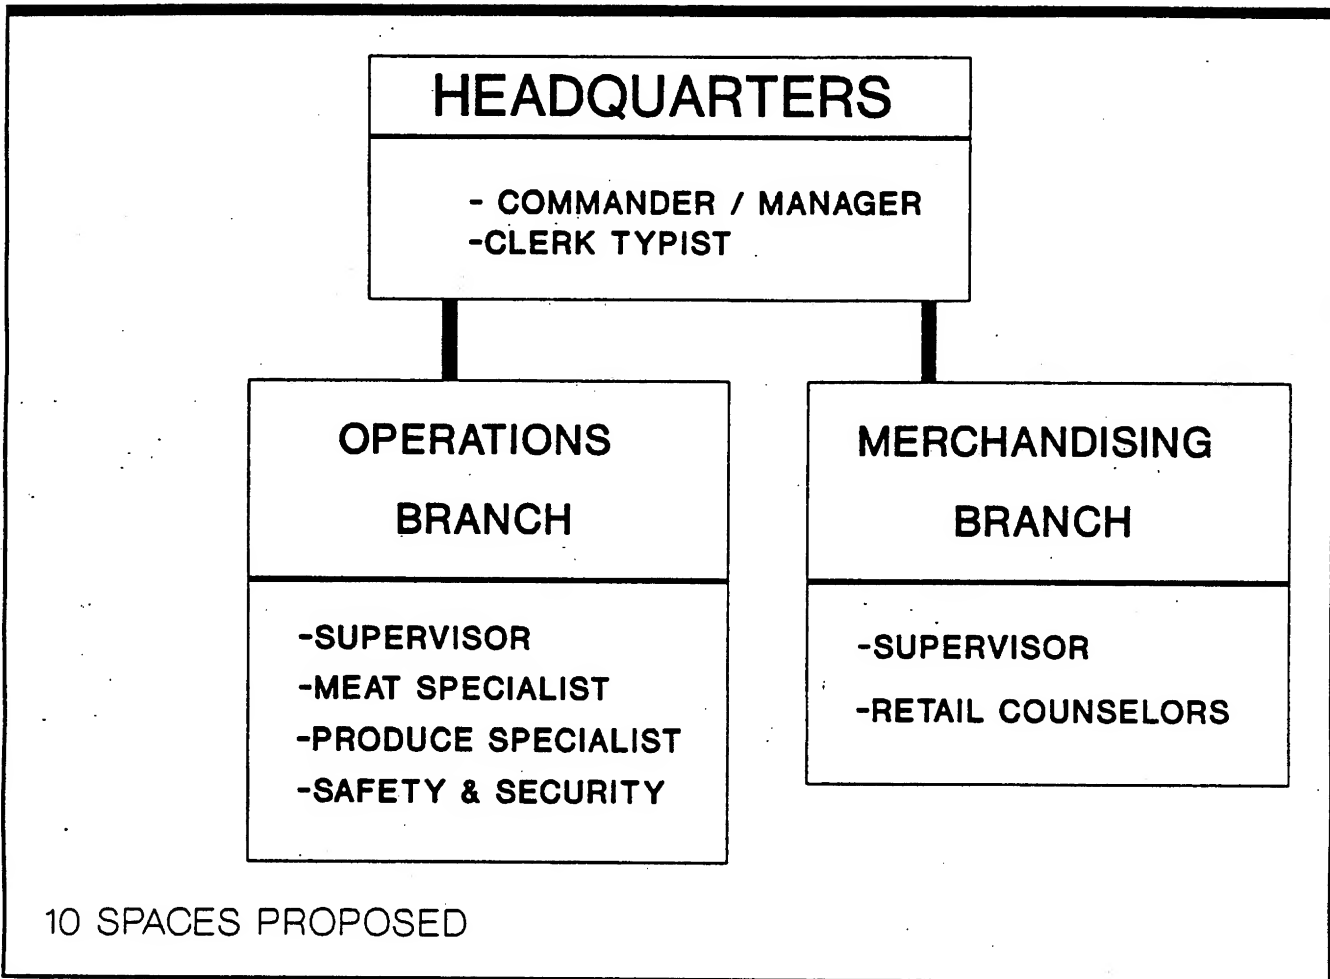 HEADQUARTERS
- COMMANDER / MANAGER
-CLERK TYPIST
OPERATIONS
BRANCH
-SUPERVISOR
-MEAT SPECIALIST
-PRODUCE SPECIALIST
-SAFETY & SECURITY
MERCHANDISING
BRANCH
-SUPERVISOR
-RETAIL COUNSELORS
10 SPACES PROPOSED